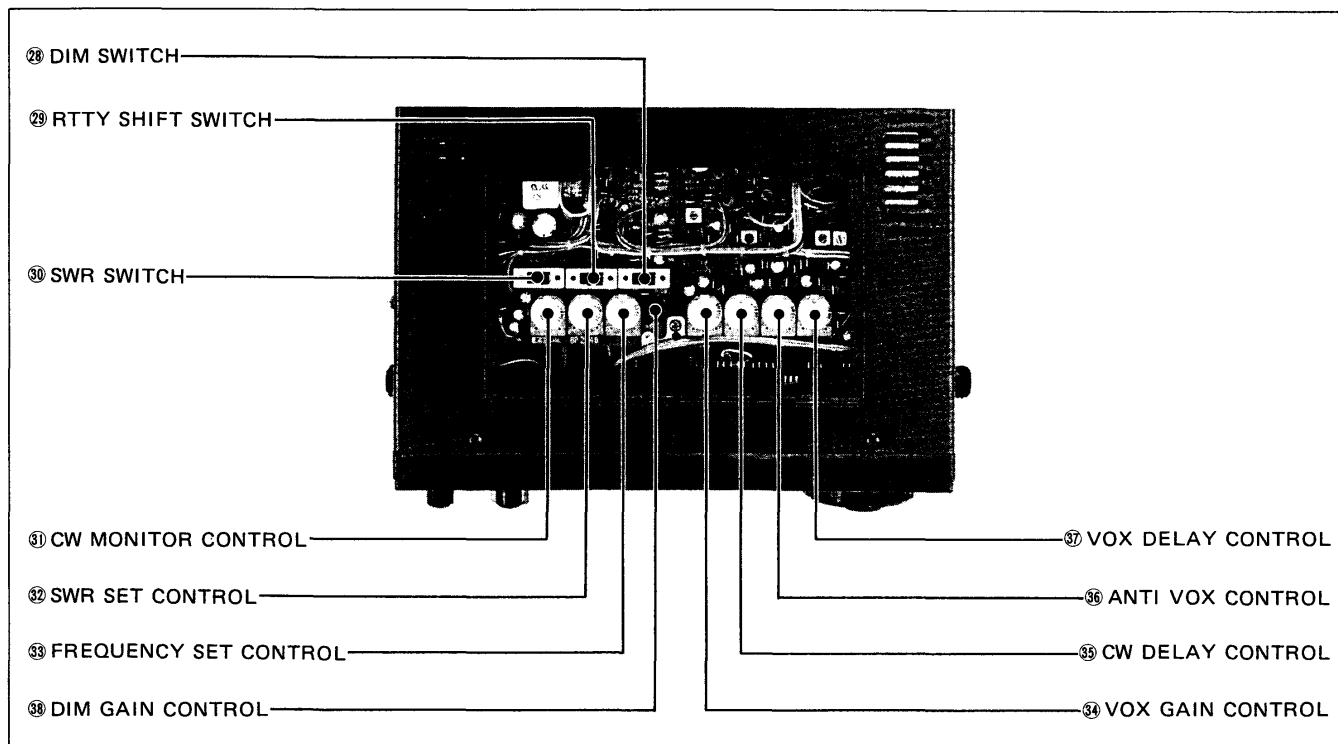 ㉘ DIM SWITCH
㉙ RTTY SHIFT SWITCH
㉚ SWR SWITCH
㉛ CW MONITOR CONTROL
㉜ SWR SET CONTROL
㉝ FREQUENCY SET CONTROL
㊳ DIM GAIN CONTROL
㊲ VOX DELAY CONTROL
㊱ ANTI VOX CONTROL
㉟ CW DELAY CONTROL
㉞ VOX GAIN CONTROL